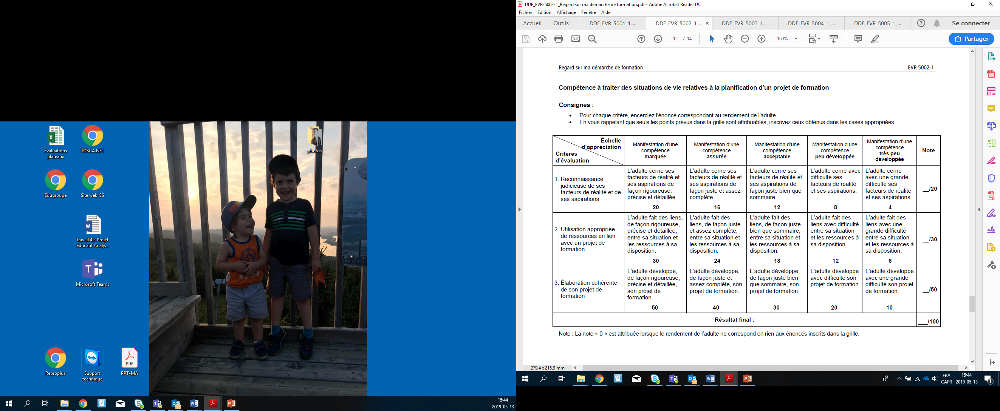 Évaluations
plateaux
TOSCA.NET
photos
Édugroupe
Site web CS
Travail 4.2 Projet
éducatif Analy...
Microsoft Teams
Reproplus
Support
technique
PDF
PPT-MA
15:44
2019-05-13
DDE_EVR-5002-1_Regard sur ma demarche de formation.pdf - Adobe Acrobat Reader DC
Fichier Edition Affichage Fenêtre Aide
Accueil Outils DDE_EVR-5001-1_... DDE_EVR-5002-1_... × DDE_EVR-5003-1_... DDE_EVR-5004-1_... DDE_EVR-5005-1_... Se connecter
12 / 14 100% Partager
Regard sur ma démarche de formation EVR-5002-1
Compétence à traiter des situations de vie relatives à la planification d’un projet de formation
Consignes :
• Pour chaque critère, encerclez l’énoncé correspondant au rendement de l’adulte.
• En vous rappelant que seuls les points prévus dans la grille sont attribuables, inscrivez ceux obtenus dans les cases appropriées.
Échelle
d’appréciation
Critères
d’évaluation
Manifestation d’une
compétence
marquée
Manifestation d’une
compétence
assurée
Manifestation d’une
compétence
acceptable
Manifestation d’une
compétence
peu développée
Manifestation d’une
compétence
très peu
développée
Note
1. Reconnaissance
judicieuse de ses
facteurs de réalité et de
ses aspirations
L’adulte cerne ses
facteurs de réalité et
ses aspirations de
façon rigoureuse,
précise et détaillée.
20
L’adulte cerne ses
facteurs de réalité et
ses aspirations de
façon juste et assez
complète.
16
L’adulte cerne ses
facteurs de réalité et
ses aspirations de
façon juste bien que
sommaire.
12
L’adulte cerne avec
difficulté ses
facteurs de réalité
et ses aspirations.
8
L’adulte cerne
avec une grande
difficulté ses
facteurs de réalité
et ses aspirations.
4
__/20
2. Utilisation appropriée
de ressources en lien
avec un projet de
formation
L’adulte fait des liens,
de façon rigoureuse,
précise et détaillée,
entre sa situation et
les ressources à sa
disposition.
30
L’adulte fait des
liens, de façon juste
et assez complète,
entre sa situation et
les ressources à sa
disposition.
24
L’adulte fait des
liens, de façon juste
bien que sommaire,
entre sa situation et
les ressources à sa
disposition.
18
L’adulte fait des
liens avec difficulté
entre sa situation
et les ressources à
sa disposition.
12
L’adulte fait des
liens avec une
grande difficulté
entre sa situation
et les ressources à
sa disposition.
6
__/30
3. Élaboration cohérente
de son projet de
formation
L’adulte développe,
de façon rigoureuse,
précise et détaillée,
son projet de
formation.
50
L’adulte développe,
de façon juste et
assez complète, son
projet de formation.
40
L’adulte développe,
de façon juste bien
que sommaire, son
projet de formation.
30
L’adulte développe
avec difficulté son
projet de formation.
20
L’adulte développe
avec une grande
difficulté son projet
de formation.
10
__/50
Résultat final :
___/100
Note : La note « 0 » est attribuée lorsque le rendement de l’adulte ne correspond en rien aux énoncés inscrits dans la grille.
279,4 x 215,9 mm
FRA
CAFR
15:44
2019-05-13
1